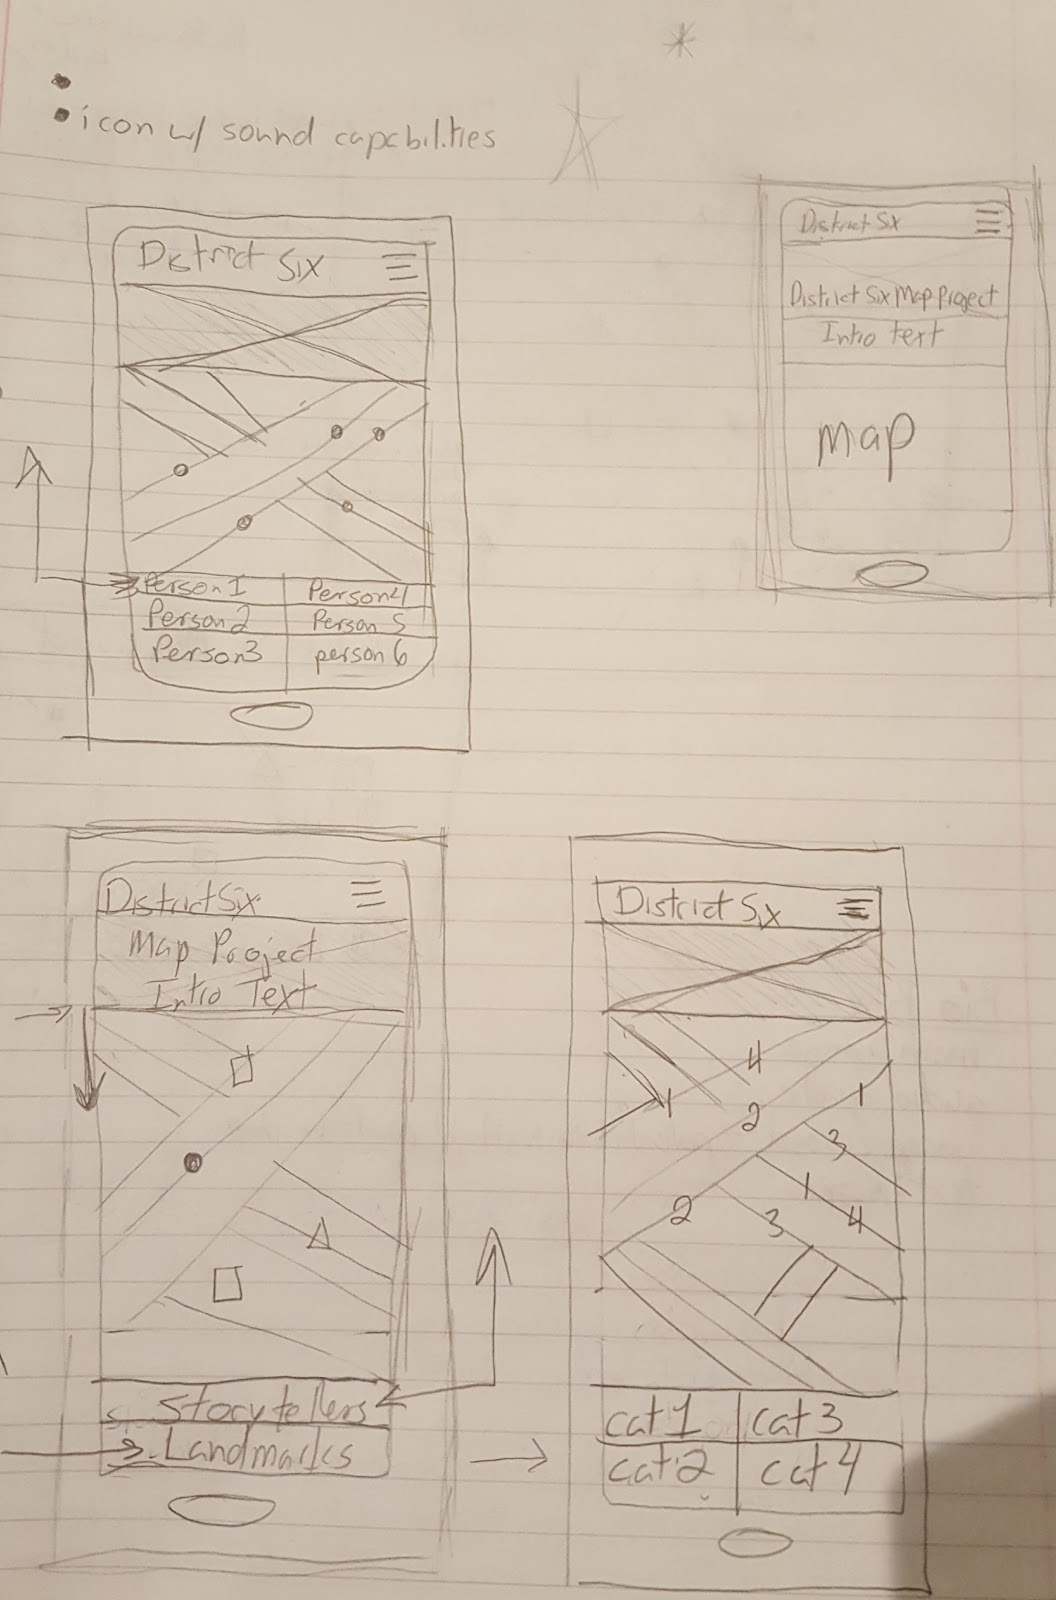 icon w/ sound capcbilities
District Six
Person 1 Person 4
Person 2 Person 5
Person3 person 6
District Six
District Six Map Project
Intro text
map
District Six
Map Project
Intro Text
Storytellers
Landmarks
District Six
4
1 2 1
3
2 3 1 4
cat 1 cat 3
cat 2 cat 4